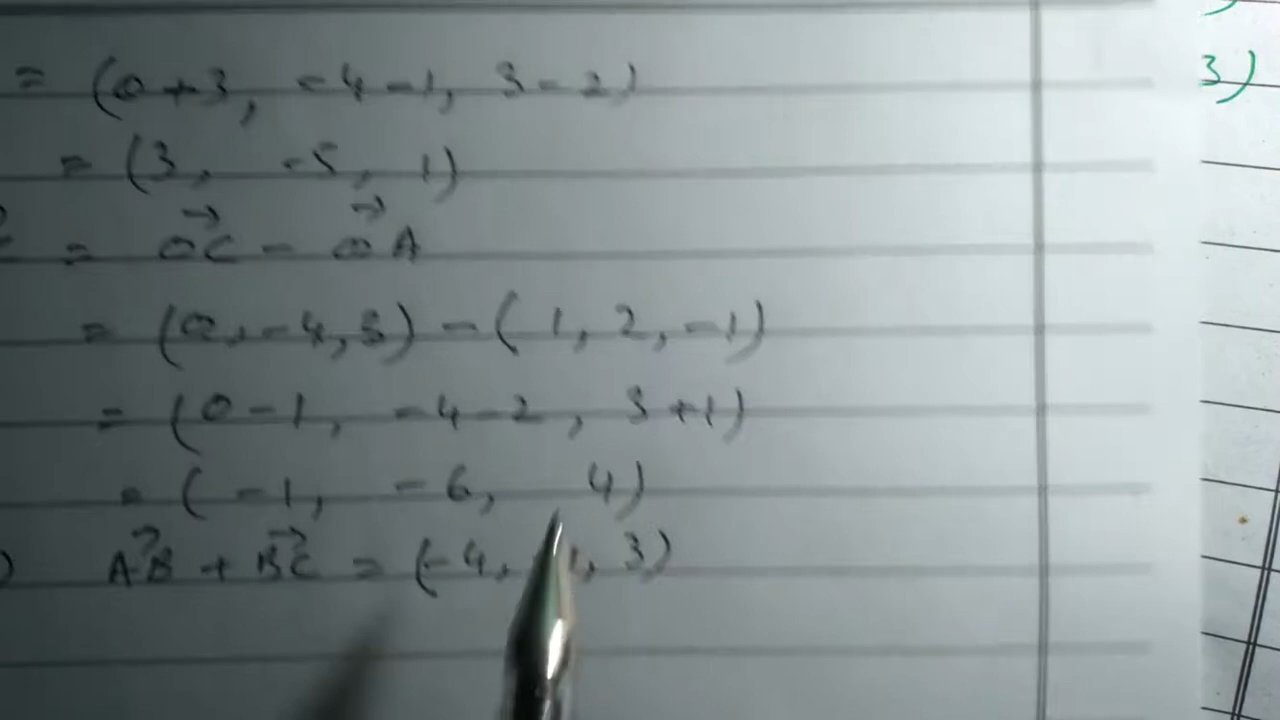 = (0+3, -4-1, 3-2)
= (3, -5, 1)
= OC⃗ - OA⃗
= (0, -4, 3) - (1, 2, -1)
= (0-1, -4-2, 3+1)
= (-1, -6, 4)
) AB⃗ + BC⃗ = (-4, 1, 3)
3)